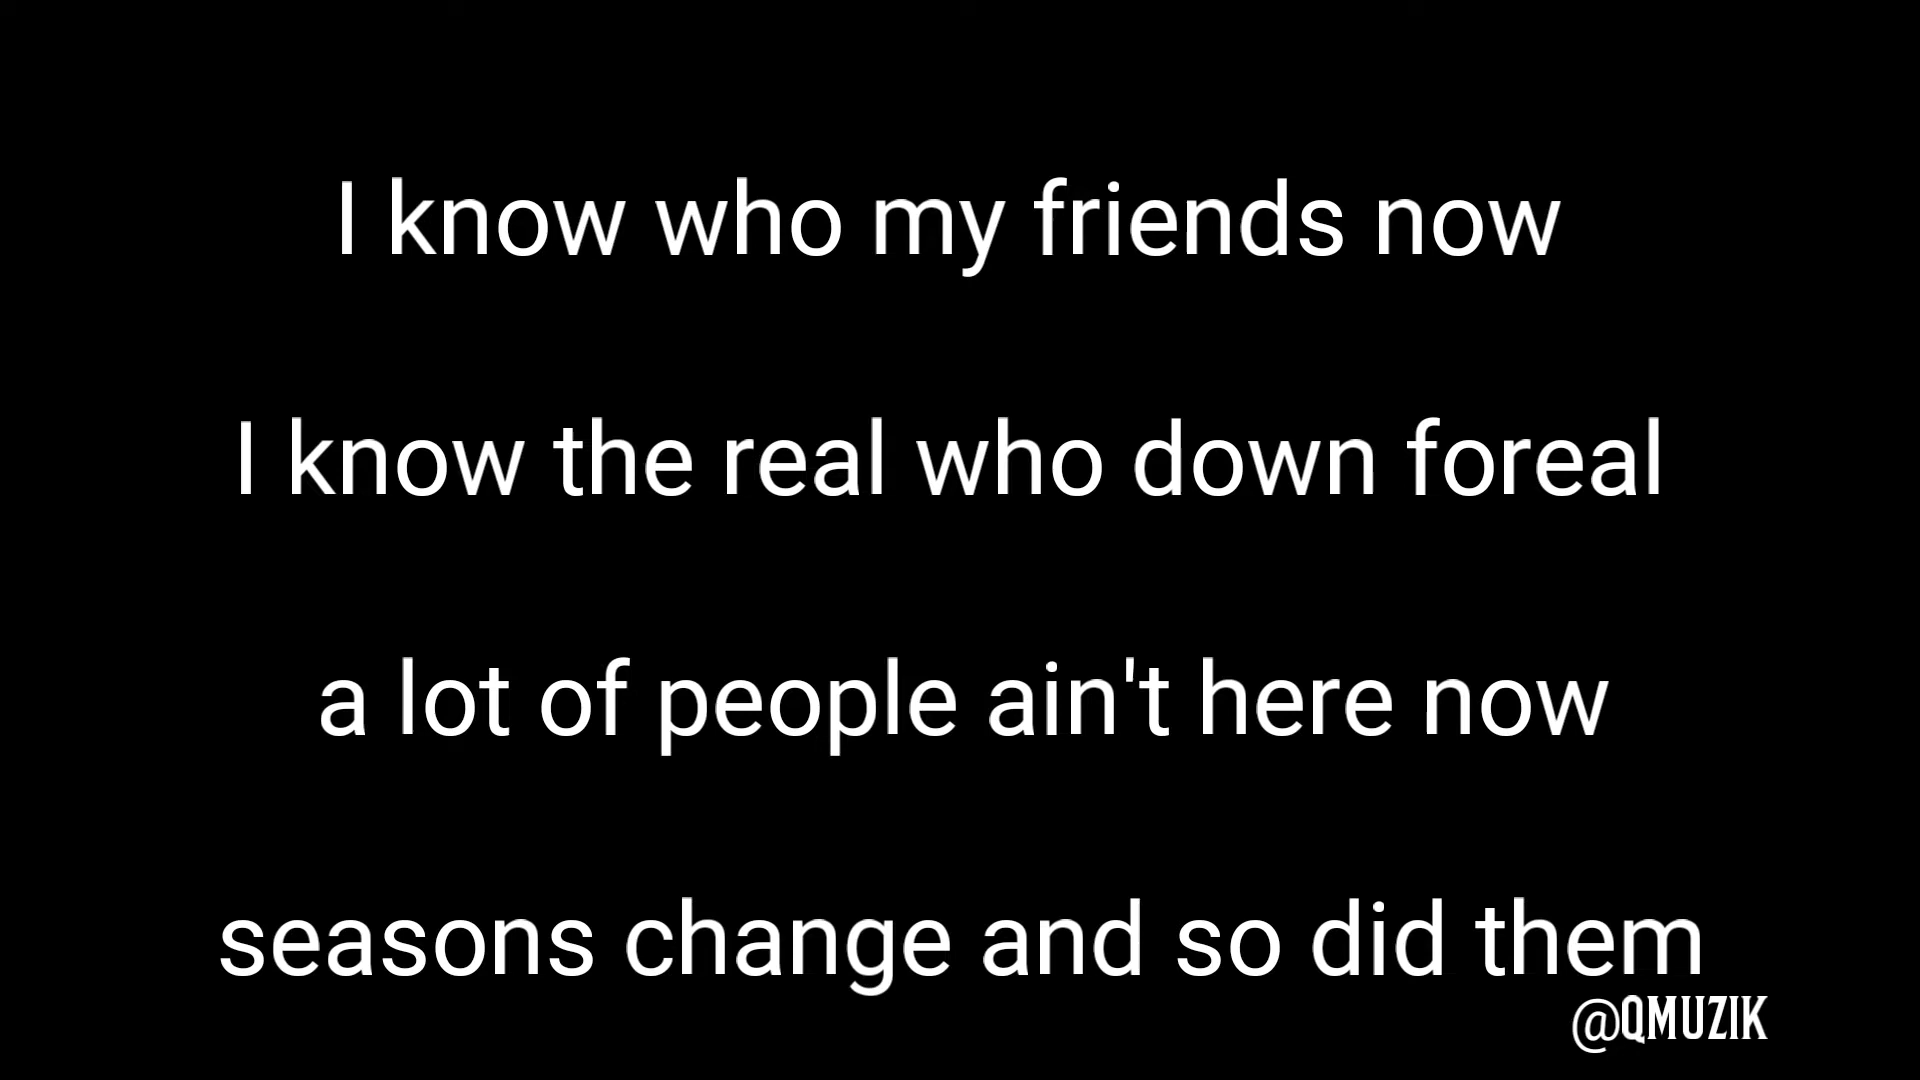 I know who my friends now
I know the real who down foreal
a lot of people ain't here now
seasons change and so did them
@QMUZIK